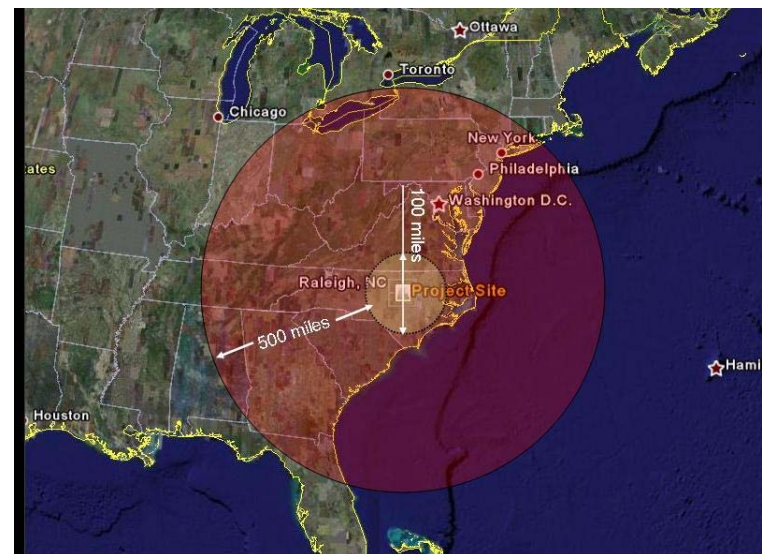 Ottawa
Toronto
Chicago
New York
Philadelphia
ates
Washington D.C.
100 miles
Raleigh, NC
Project Site
500 miles
Hami
Houston